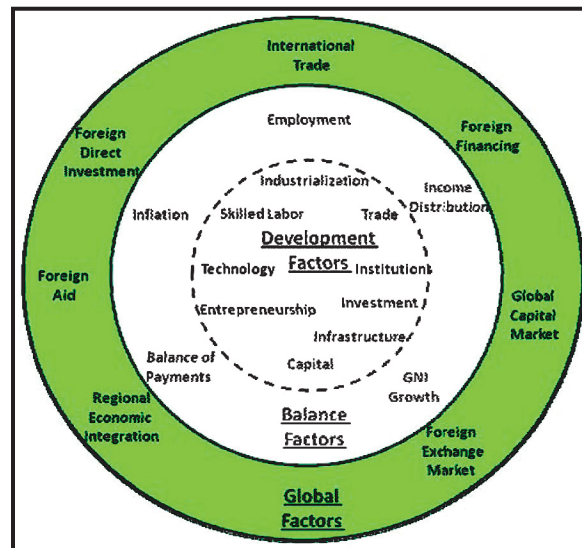 International
Trade
Foreign
Direct
Investment
Foreign
Financing
Employment
Industrialization
Income
Distribution
Inflation
Skilled Labor
Trade
Development
Factors
Technology
Institution
Foreign
Aid
Entrepreneurship
Investment
Global
Capital
Market
Infrastructure
Balance of
Payments
Capital
GNI
Growth
Regional
Economic
Integration
Balance
Factors
Foreign
Exchange
Market
Global
Factors